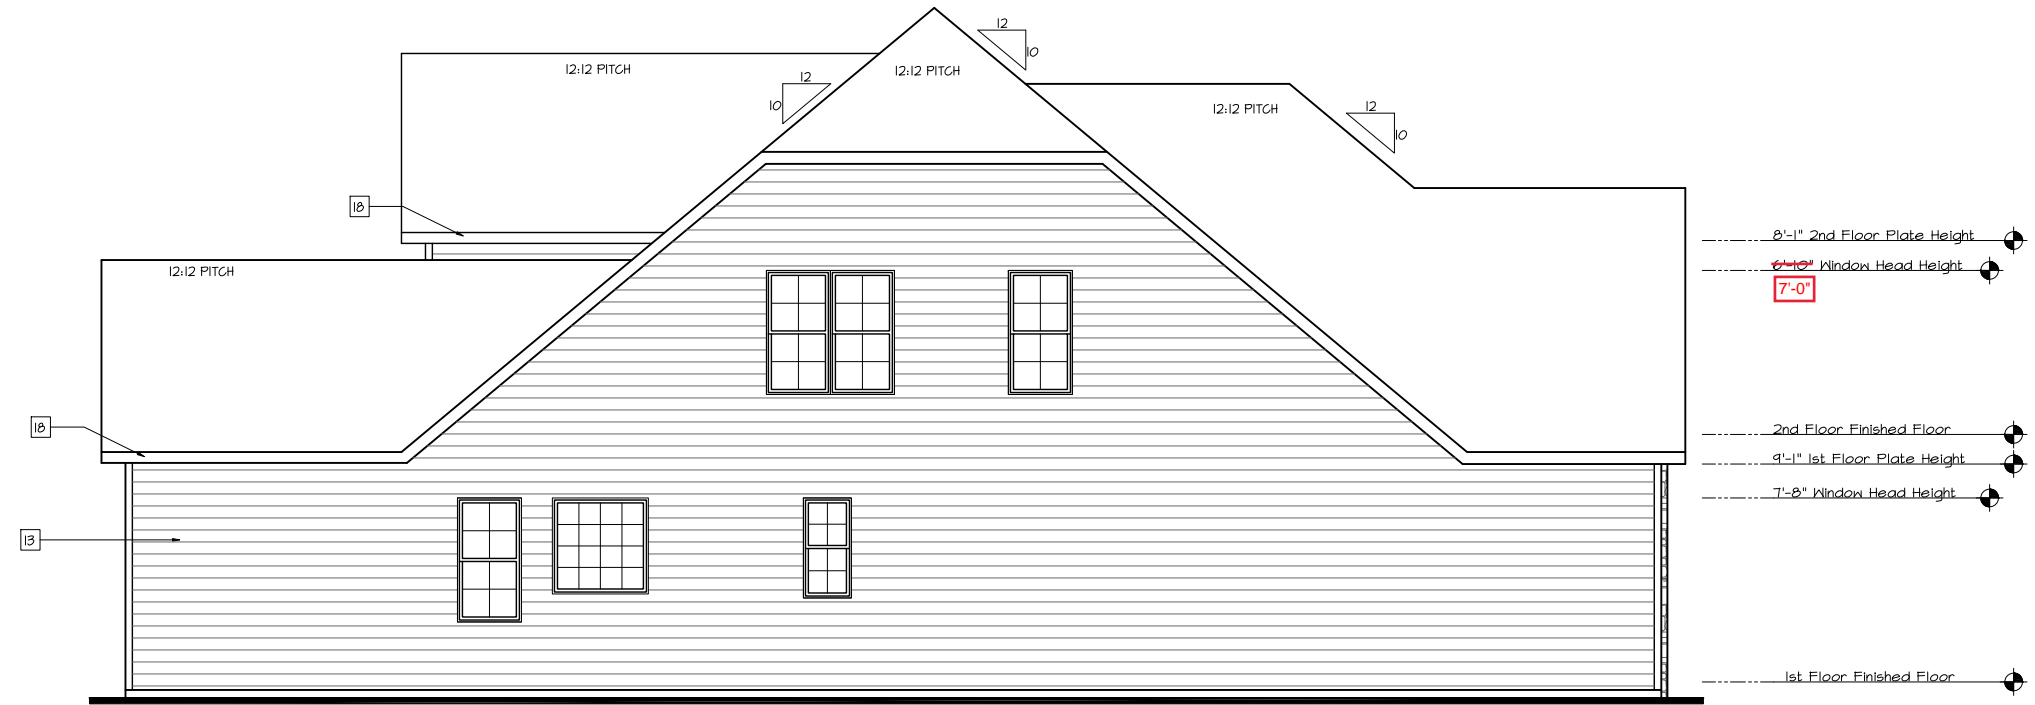 12
10
12:12 PITCH
12:12 PITCH
12
10
12:12 PITCH
12
10
18
8'-1" 2nd Floor Plate Height
6'-10" Window Head Height
7'-0"
12:12 PITCH
18
2nd Floor Finished Floor
9'-1" 1st Floor Plate Height
7'-8" Window Head Height
13
1st Floor Finished Floor